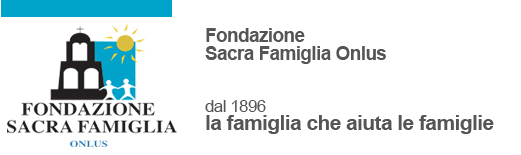 FONDAZIONE
SACRA FAMIGLIA
ONLUS
Fondazione
Sacra Famiglia Onlus
dal 1896
la famiglia che aiuta le famiglie